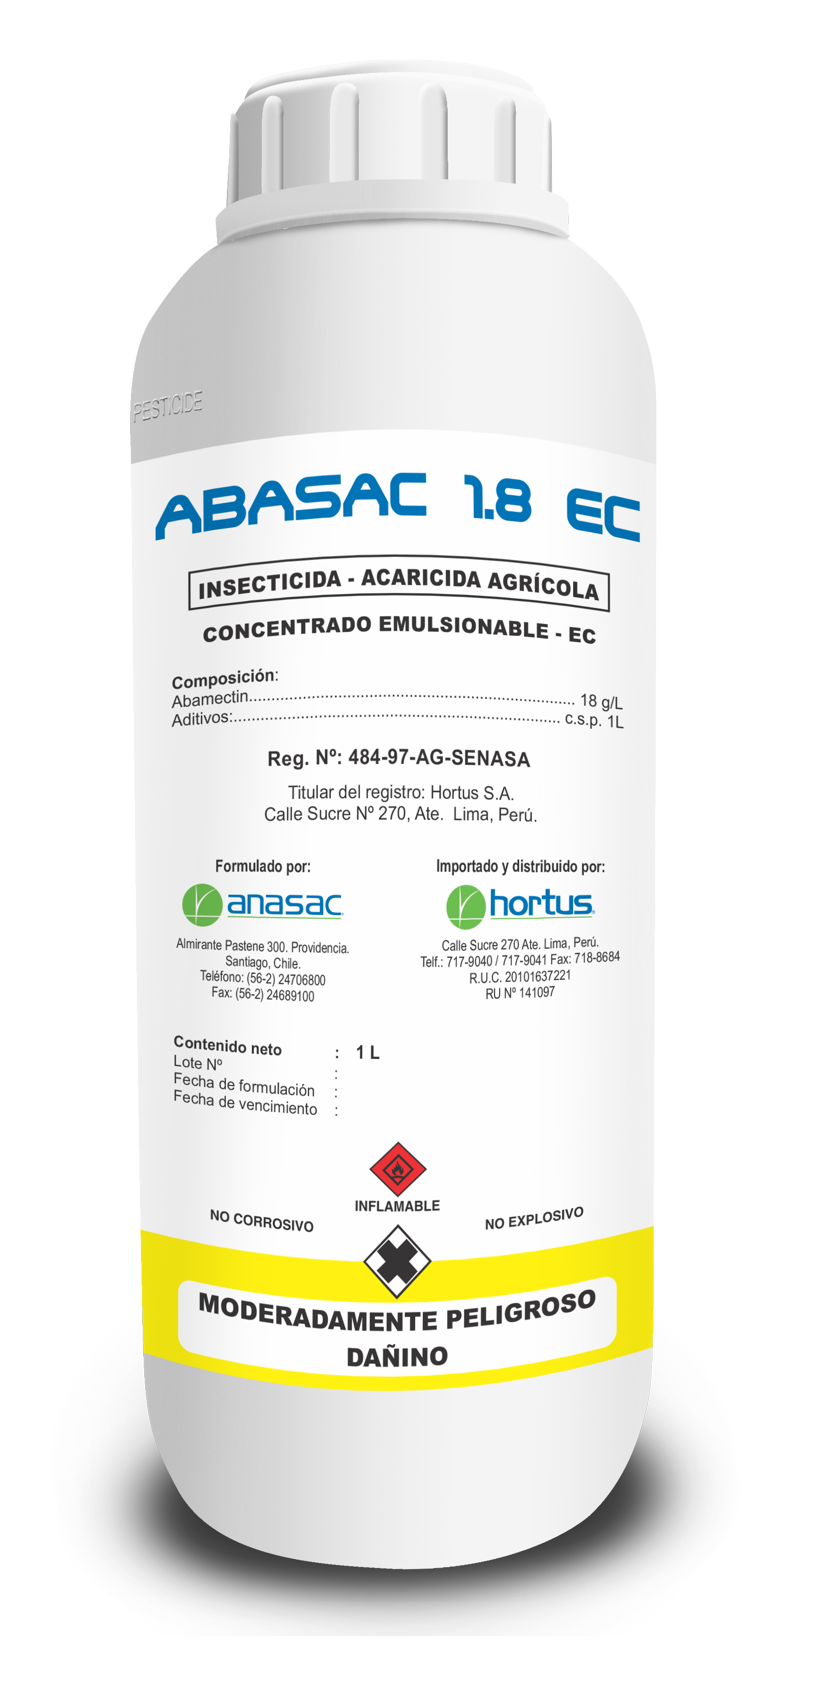 PESTICIDE
ABASAC 1.8 EC
INSECTICIDA - ACARICIDA AGRÍCOLA
CONCENTRADO EMULSIONABLE - EC
Composición:
Abamectin........................................................................... 18 g/L
Aditivos:........................................................................... c.s.p. 1L
Reg. Nº: 484-97-AG-SENASA
Titular del registro: Hortus S.A.
Calle Sucre Nº 270, Ate. Lima, Perú.
Formulado por:
anasac
Almirante Pastene 300. Providencia.
Santiago, Chile.
Teléfono: (56-2) 24706800
Fax: (56-2) 24689100
Importado y distribuido por:
hortus®
Calle Sucre 270 Ate. Lima, Perú.
Telf.: 717-9040 / 717-9041 Fax: 718-8684
R.U.C. 20101637221
RU Nº 141097
Contenido neto : 1 L
Lote Nº :
Fecha de formulación :
Fecha de vencimiento :
INFLAMABLE
NO CORROSIVO
NO EXPLOSIVO
MODERADAMENTE PELIGROSO
DAÑINO